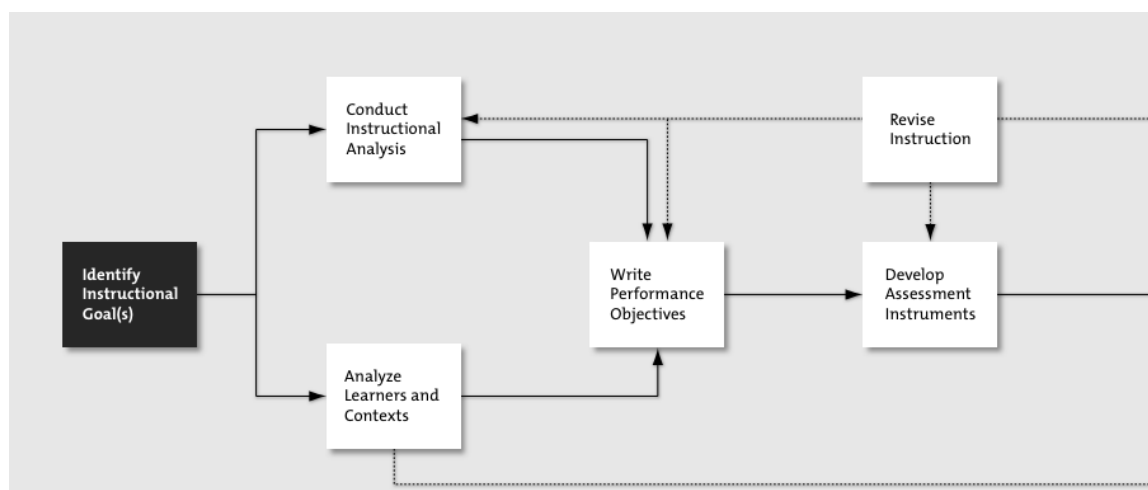 Conduct
Instructional
Analysis
Revise
Instruction
Identify
Instructional
Goal(s)
Write
Performance
Objectives
Develop
Assessment
Instruments
Analyze
Learners and
Contexts